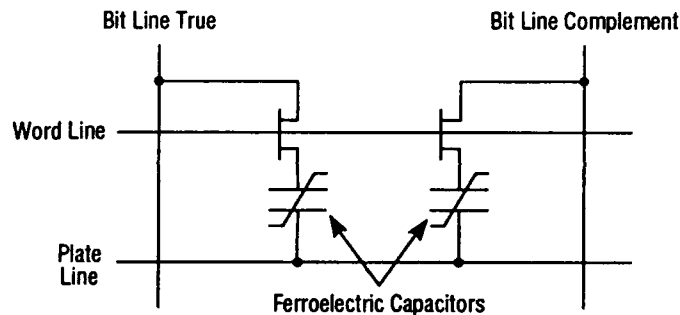 Bit Line True
Bit Line Complement
Word Line
Plate
Line
Ferroelectric Capacitors